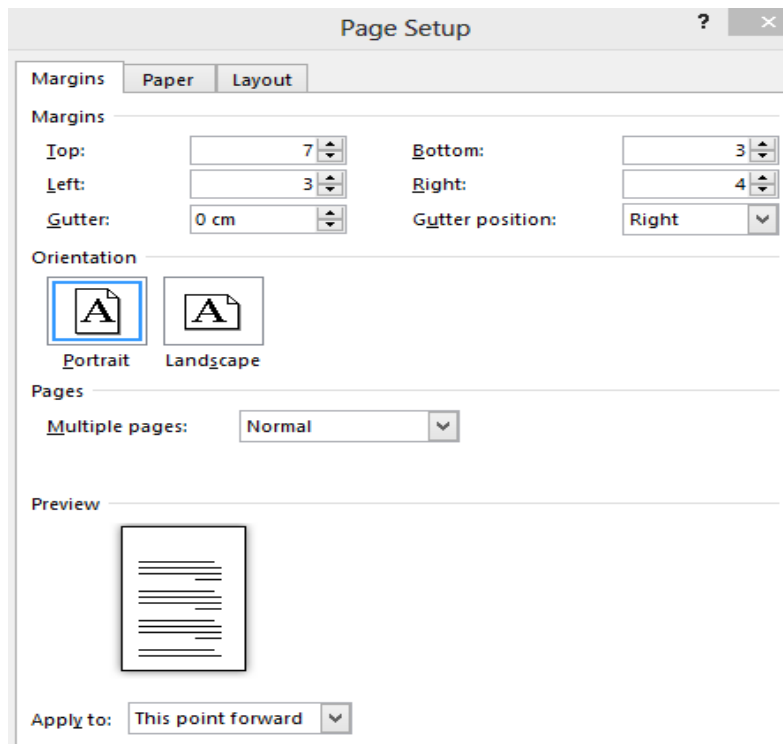 Page Setup ?
Margins Paper Layout
Margins
Top: 7 Bottom: 3
Left: 3 Right: 4
Gutter: 0 cm Gutter position: Right
Orientation
A A
Portrait Landscape
Pages
Multiple pages: Normal
Preview
Apply to: This point forward